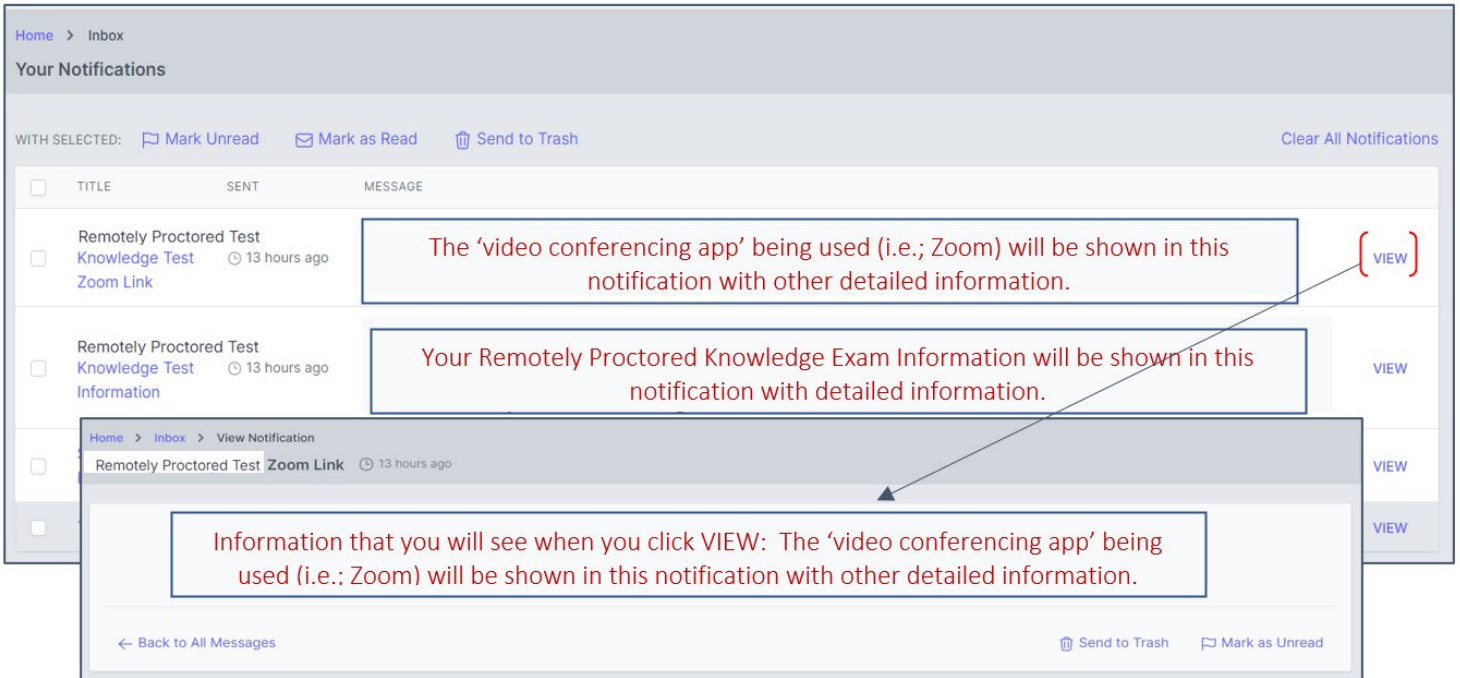 Home > Inbox
Your Notifications
WITH SELECTED: Mark Unread Mark as Read Send to Trash Clear All Notifications
TITLE SENT MESSAGE
Remotely Proctored Test
Knowledge Test 13 hours ago
Zoom Link
The ‘video conferencing app’ being used (i.e.; Zoom) will be shown in this
notification with other detailed information.
VIEW
Remotely Proctored Test
Knowledge Test 13 hours ago
Information
Your Remotely Proctored Knowledge Exam Information will be shown in this
notification with detailed information.
VIEW
VIEW
VIEW
Home > Inbox > View Notification
Remotely Proctored Test Zoom Link 13 hours ago
Information that you will see when you click VIEW: The ‘video conferencing app’ being
used (i.e.; Zoom) will be shown in this notification with other detailed information.
← Back to All Messages Send to Trash Mark as Unread